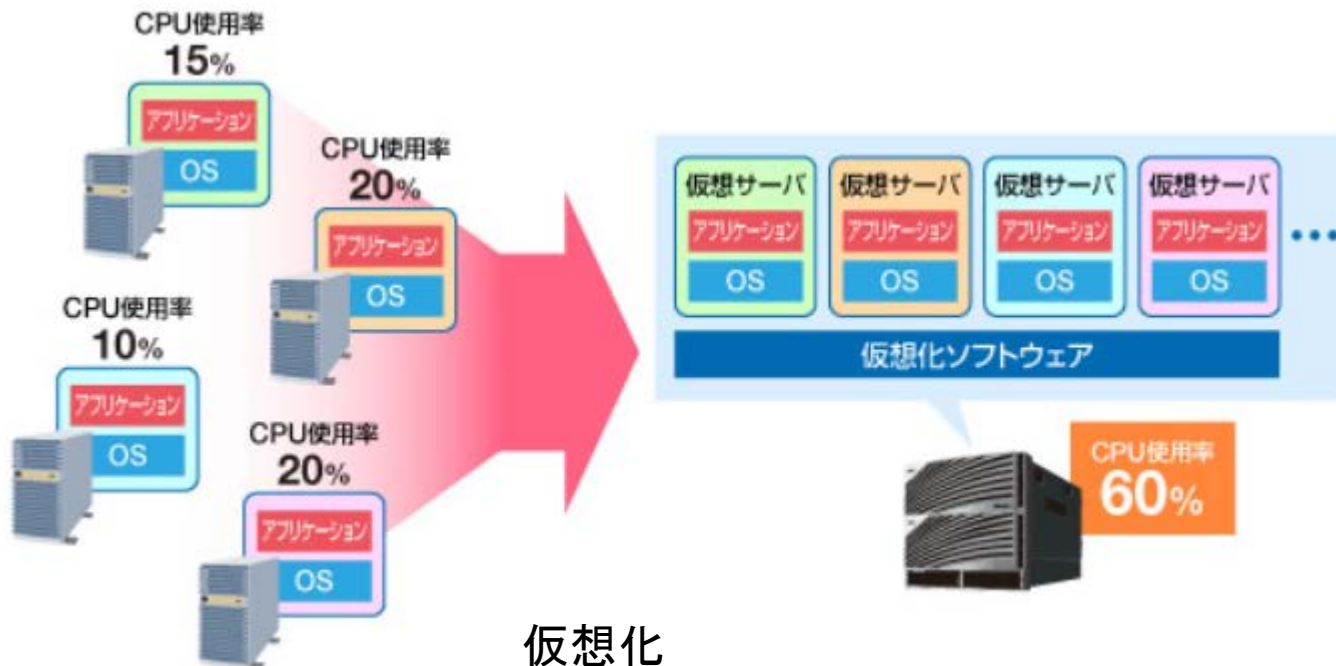 CPU使用率
15%
アプリケーション
OS
CPU使用率
20%
アプリケーション
OS
CPU使用率
10%
アプリケーション
OS
CPU使用率
20%
アプリケーション
OS
仮想サーバ
アプリケーション
OS
仮想サーバ
アプリケーション
OS
仮想サーバ
アプリケーション
OS
仮想サーバ
アプリケーション
OS
•••
仮想化ソフトウェア
CPU使用率
60%
仮想化